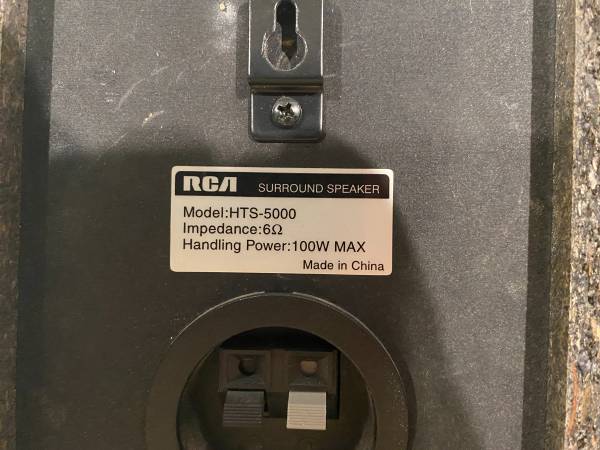 RCA SURROUND SPEAKER
Model:HTS-5000
Impedance:6Ω
Handling Power:100W MAX
Made in China